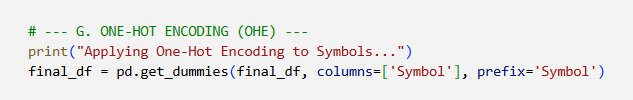 # --- G. ONE-HOT ENCODING (OHE) ---
print("Applying One-Hot Encoding to Symbols...")
final_df = pd.get_dummies(final_df, columns=['Symbol'], prefix='Symbol')